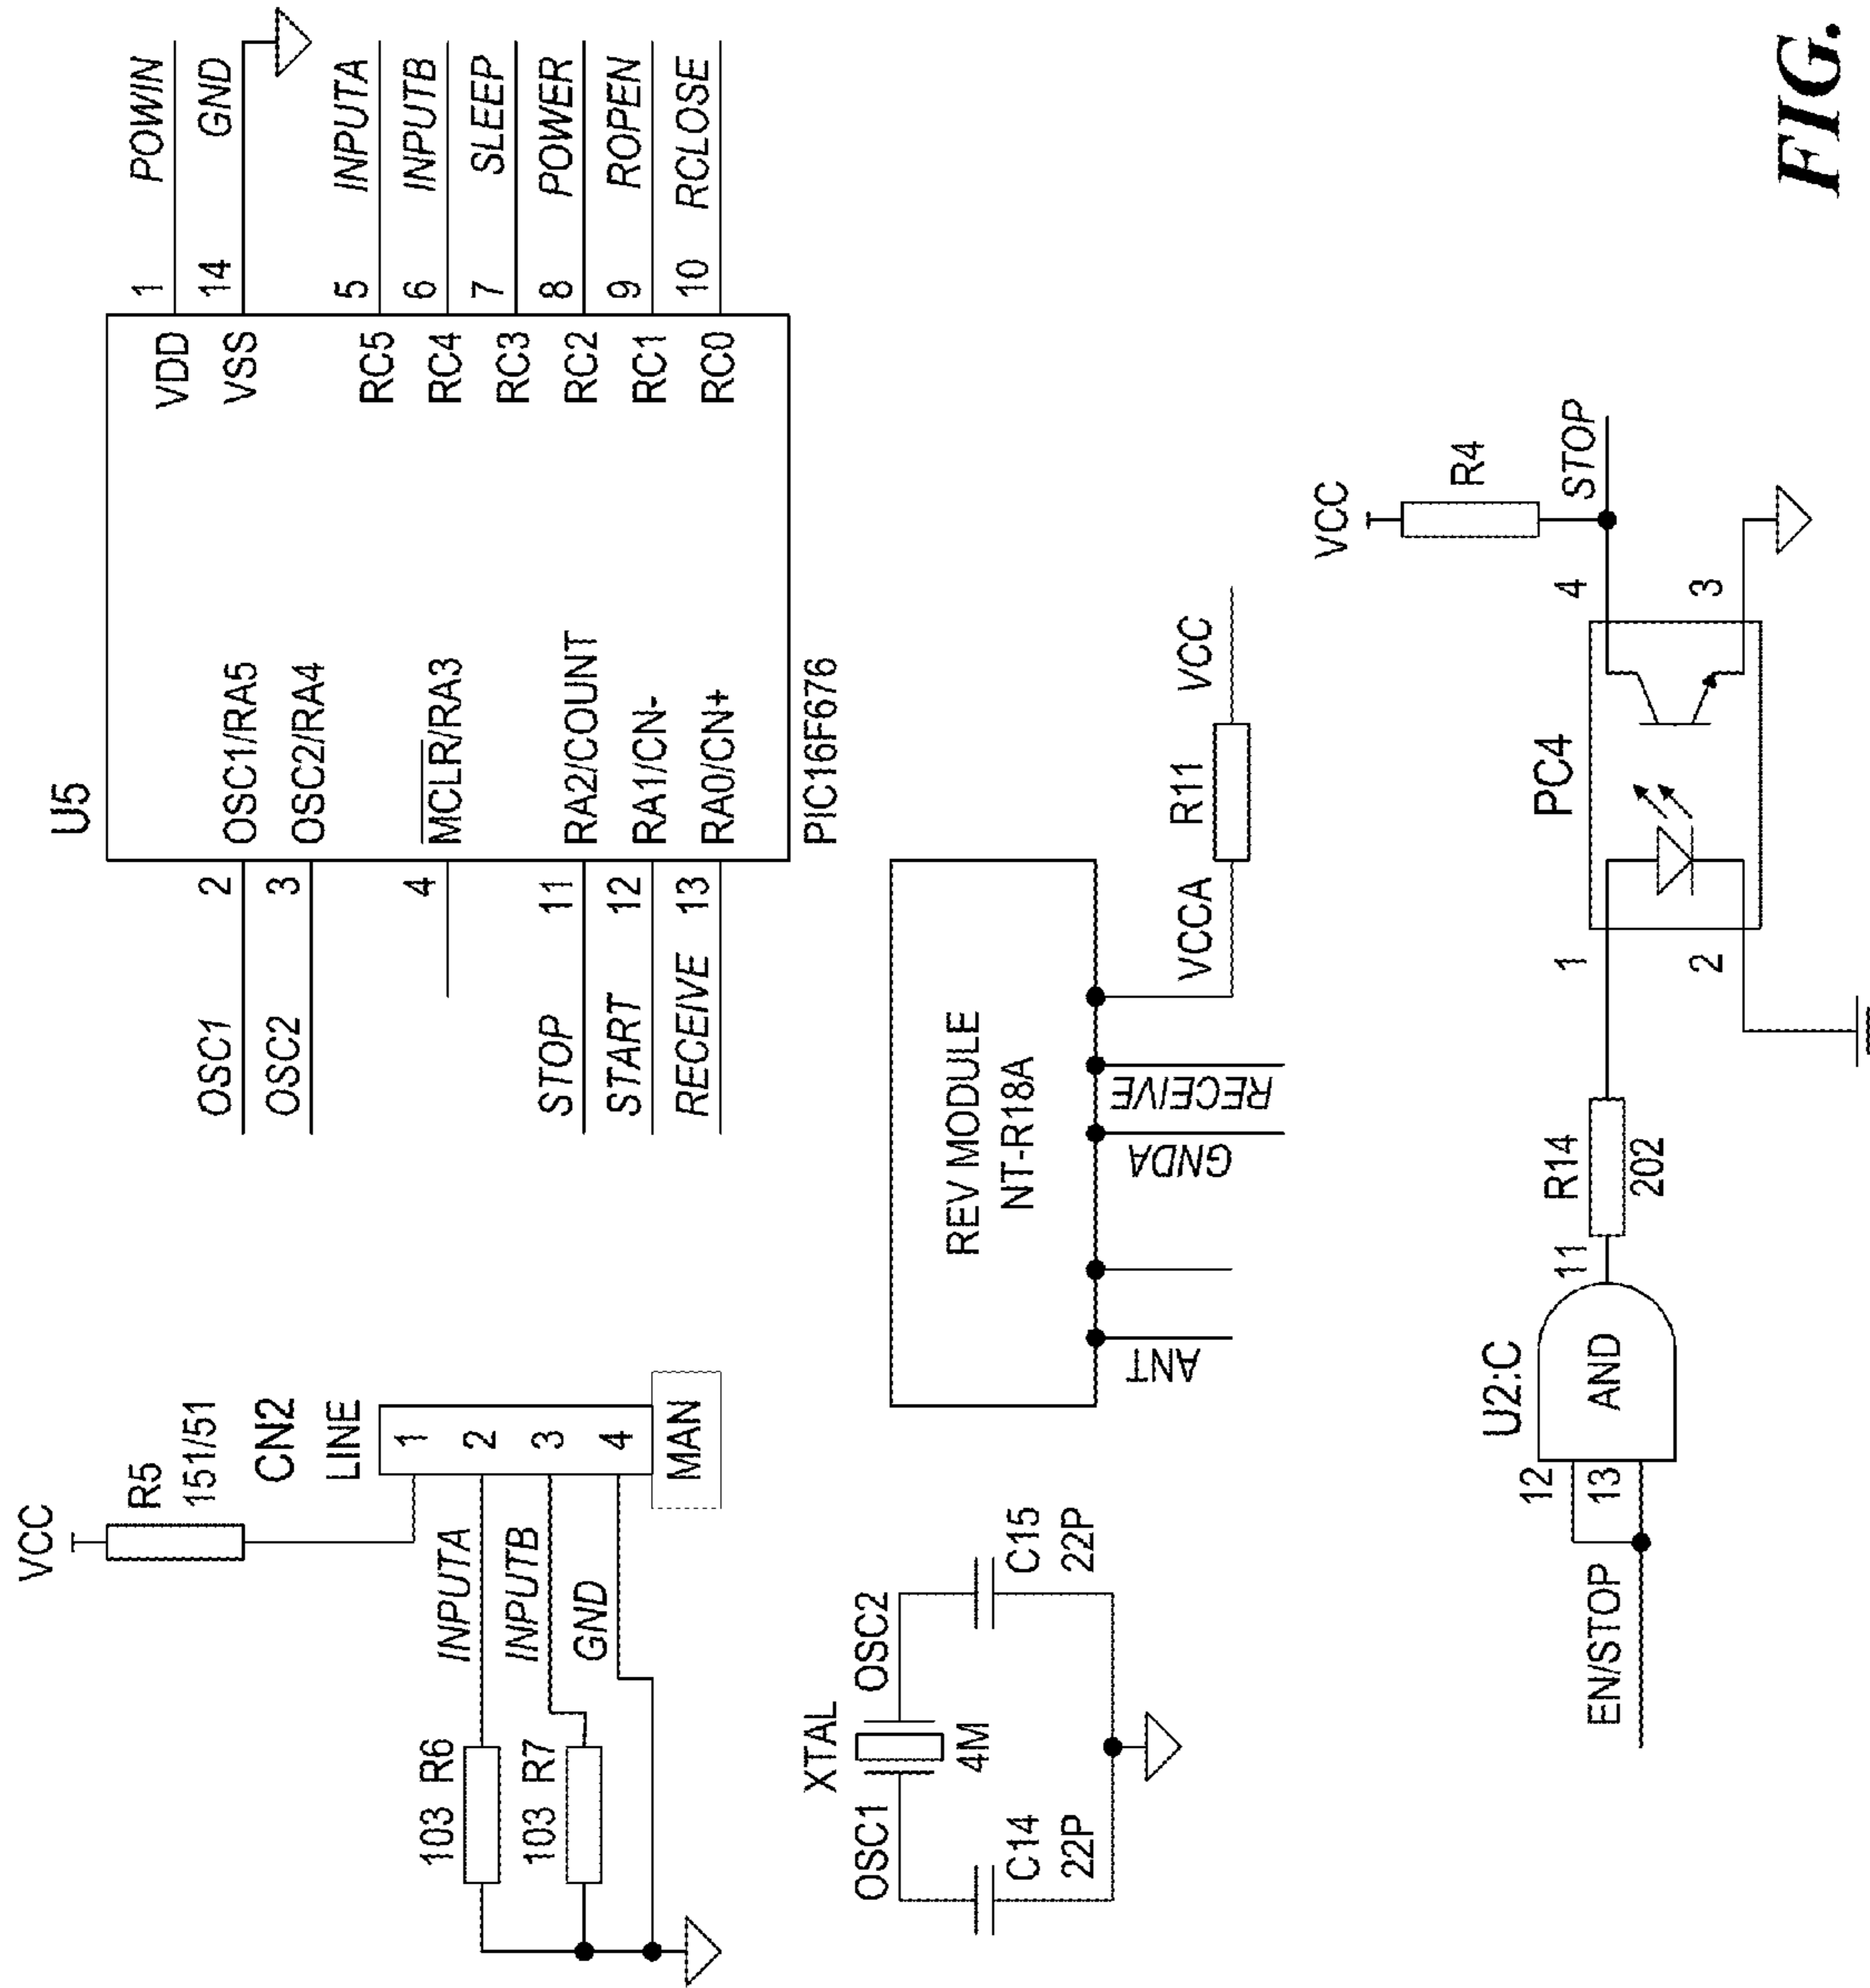 VCC
R5
151/51
CN2
LINE
1
2
3
4
MAN
INPUTA
INPUTB
GND
103 R6
103 R7
U5
OSC1 2 OSC1/RA5
OSC2 3 OSC2/RA4
4 MCLR/RA3
STOP 11 RA2/COUNT
START 12 RA1/CN-
RECEIVE 13 RA0/CN+
VDD 1 POWIN
VSS 14 GND
RC5 5 INPUTA
RC4 6 INPUTB
RC3 7 SLEEP
RC2 8 POWER
RC1 9 ROPEN
RC0 10 RCLOSE
PIC16F676
XTAL
OSC1 OSC2
4M
C14
22P
C15
22P
REV MODULE
NT-R18A
ANT
GNDA
RECEIVE
VCCA
R11
VCC
U2:C
12
13
AND
11
EN/STOP
R14
202
PC4
1
2
4
3
VCC
R4
STOP
FIG.